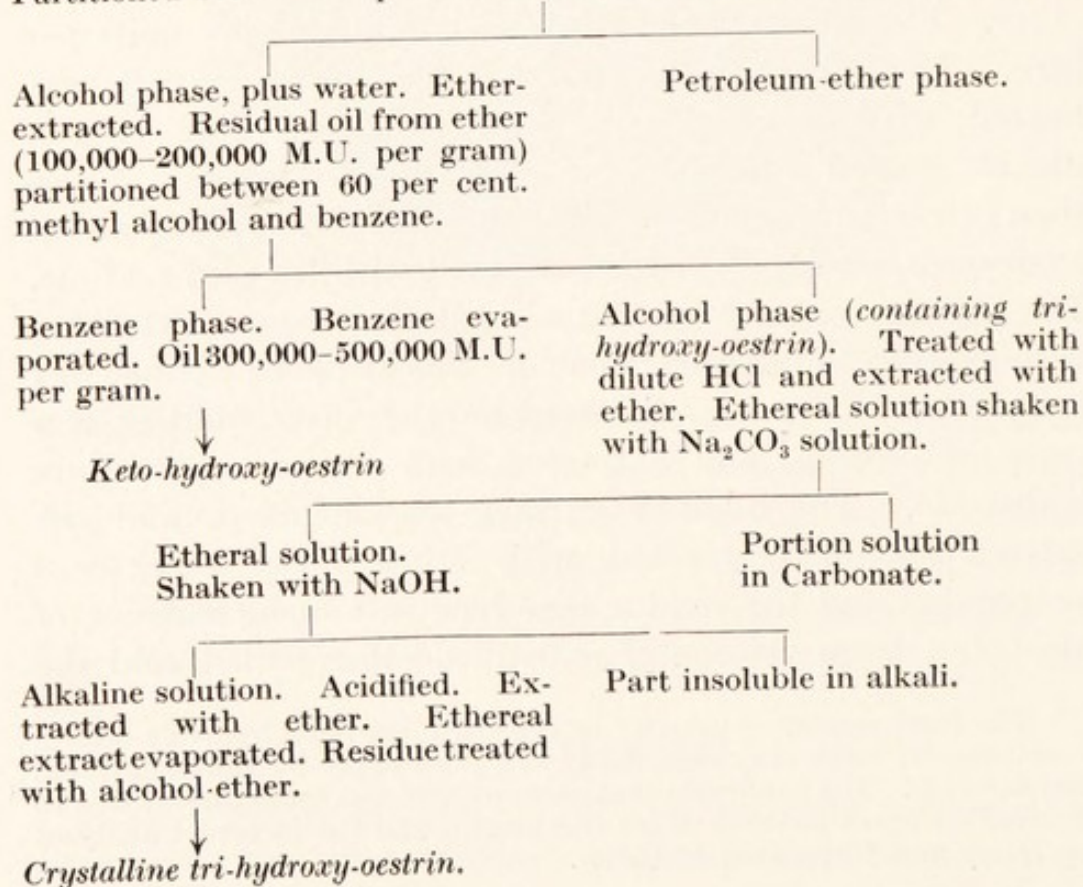 Alcohol phase, plus water. Ether-
extracted. Residual oil from ether
(100,000–200,000 M.U. per gram)
partitioned between 60 per cent.
methyl alcohol and benzene.
Petroleum-ether phase.
Benzene phase. Benzene eva-
porated. Oil 300,000–500,000 M.U.
per gram.
Keto-hydroxy-oestrin
Alcohol phase (containing tri-
hydroxy-oestrin). Treated with
dilute HCl and extracted with
ether. Ethereal solution shaken
with Na₂CO₃ solution.
Etheral solution.
Shaken with NaOH.
Portion solution
in Carbonate.
Alkaline solution. Acidified. Ex-
tracted with ether. Ethereal
extract evaporated. Residue treated
with alcohol-ether.
Part insoluble in alkali.
Crystalline tri-hydroxy-oestrin.